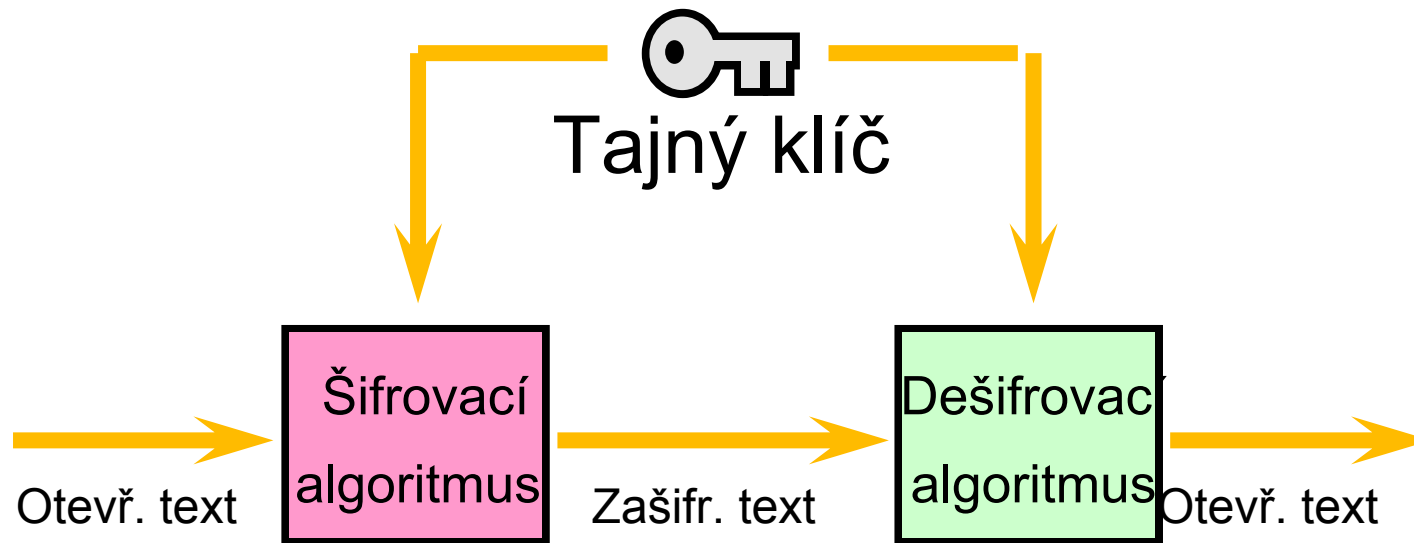 Tajný klíč
Šifrovací
algoritmus
Dešifrovací
algoritmus
Otevř. text
Zašifr. text
Otevř. text